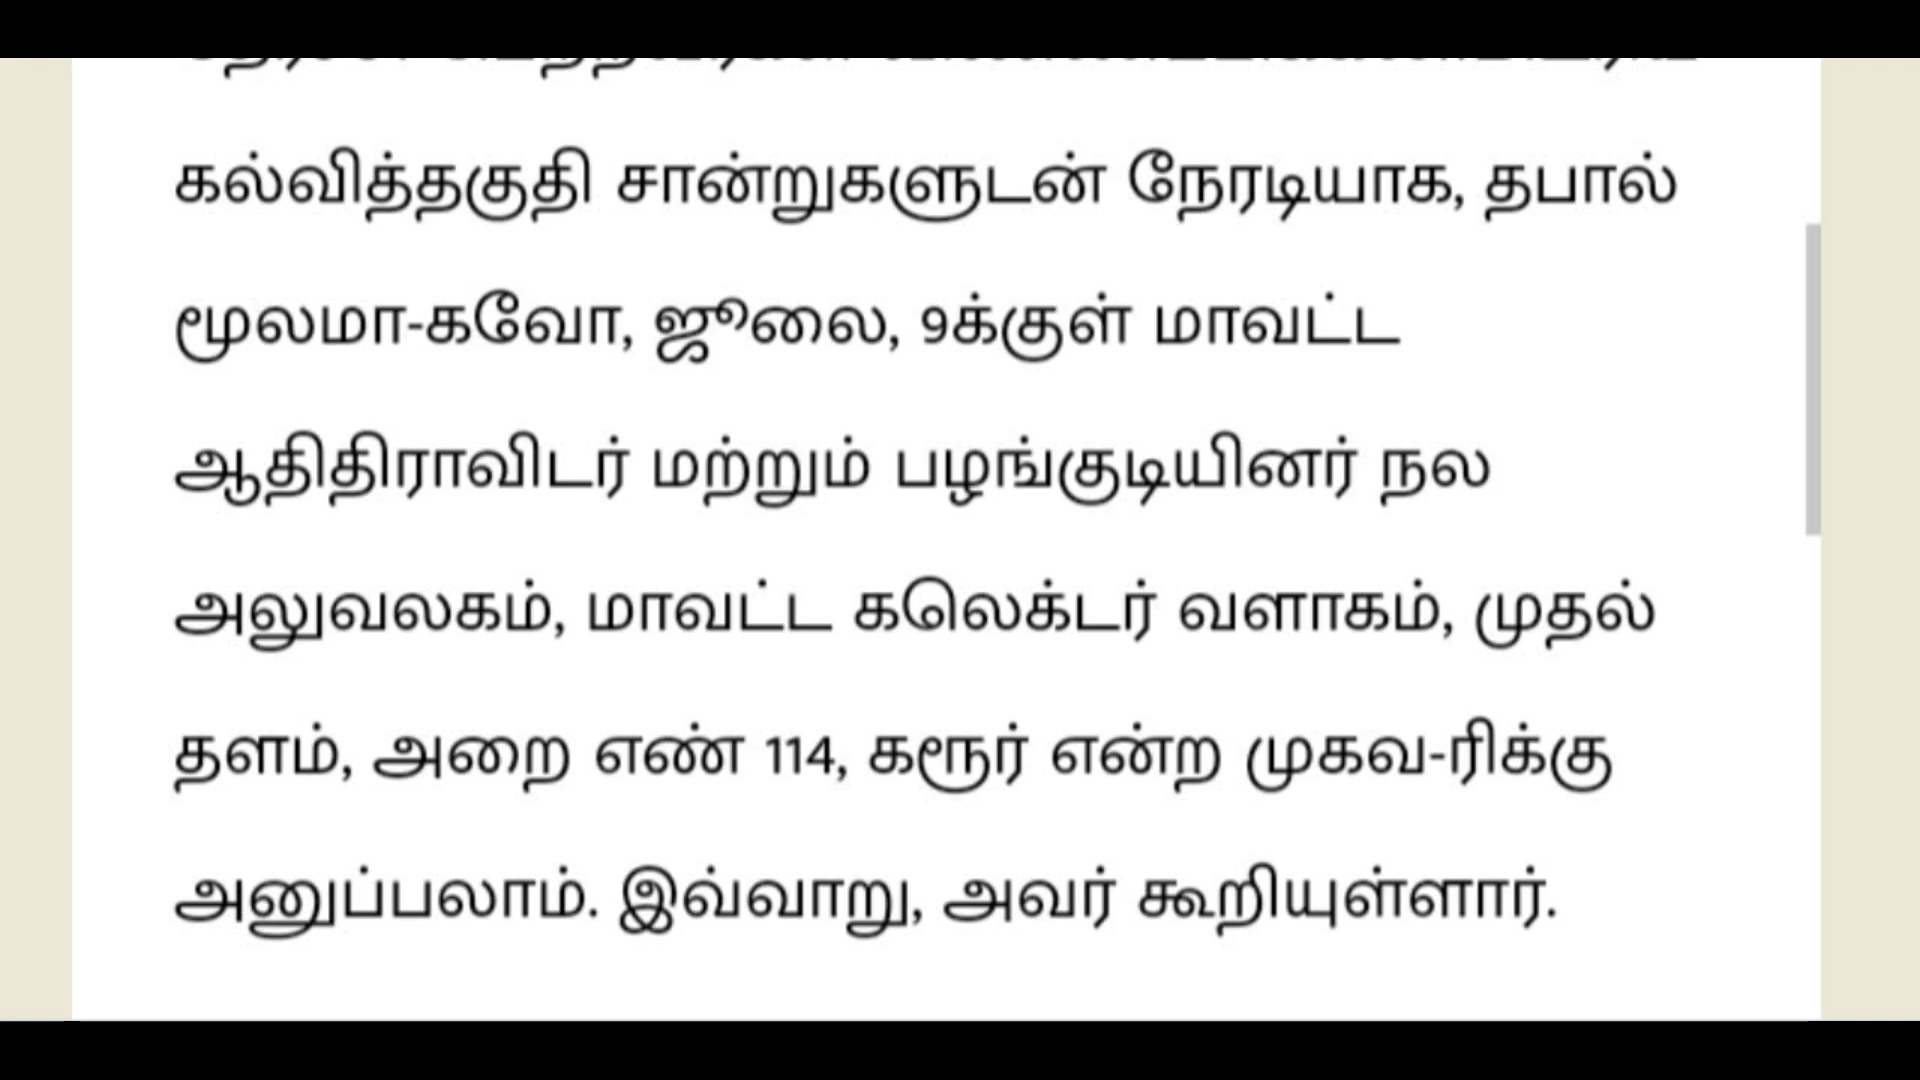 கல்வித்தகுதி சான்றுகளுடன் நேரடியாக, தபால்
மூலமா-கவோ, ஜூலை, 9க்குள் மாவட்ட
ஆதிதிராவிடர் மற்றும் பழங்குடியினர் நல
அலுவலகம், மாவட்ட கலெக்டர் வளாகம், முதல்
தளம், அறை எண் 114, கரூர் என்ற முகவ-ரிக்கு
அனுப்பலாம். இவ்வாறு, அவர் கூறியுள்ளார்.